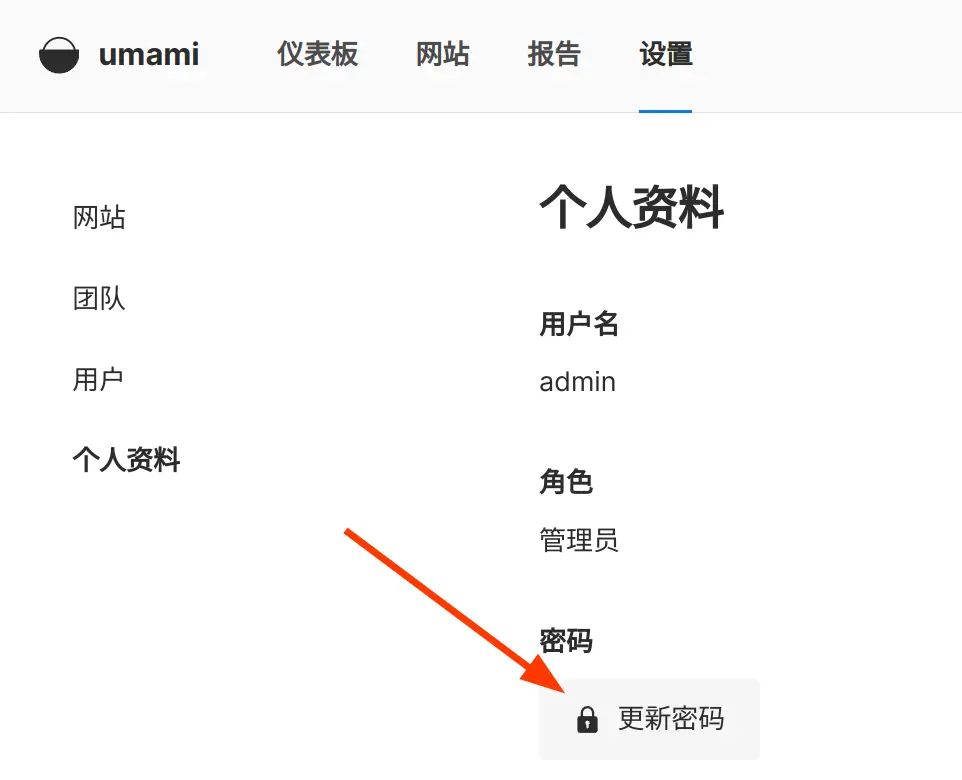 umami 仪表板 网站 报告 设置
网站
团队
用户
个人资料
个人资料
用户名
admin
角色
管理员
密码
更新密码